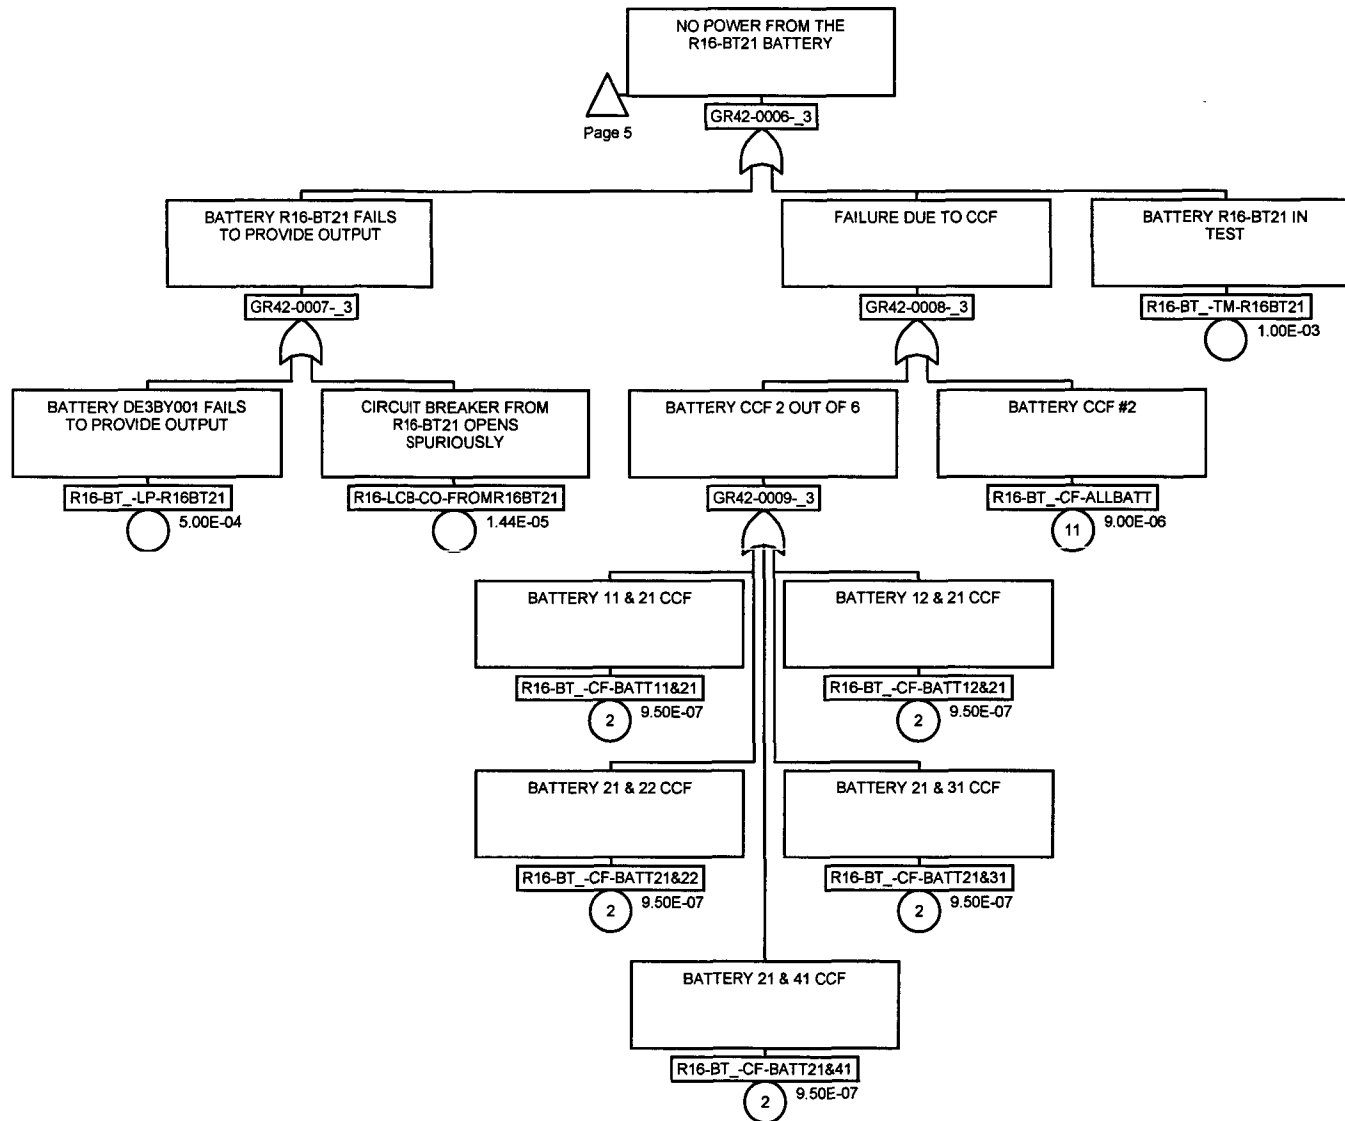 NO POWER FROM THE
R16-BT21 BATTERY
Page 5
GR42-0006-_3
BATTERY R16-BT21 FAILS
TO PROVIDE OUTPUT
FAILURE DUE TO CCF
BATTERY R16-BT21 IN
TEST
GR42-0007-_3
GR42-0008-_3
R16-BT_-TM-R16BT21
1.00E-03
BATTERY DE3BY001 FAILS
TO PROVIDE OUTPUT
CIRCUIT BREAKER FROM
R16-BT21 OPENS
SPURIOUSLY
BATTERY CCF 2 OUT OF 6
BATTERY CCF #2
R16-BT_-LP-R16BT21
5.00E-04
R16-LCB-CO-FROMR16BT21
1.44E-05
GR42-0009-_3
R16-BT_-CF-ALLBATT
11
9.00E-06
BATTERY 11 & 21 CCF
BATTERY 12 & 21 CCF
R16-BT_-CF-BATT11&21
2
9.50E-07
R16-BT_-CF-BATT12&21
2
9.50E-07
BATTERY 21 & 22 CCF
BATTERY 21 & 31 CCF
R16-BT_-CF-BATT21&22
2
9.50E-07
R16-BT_-CF-BATT21&31
2
9.50E-07
BATTERY 21 & 41 CCF
R16-BT_-CF-BATT21&41
2
9.50E-07